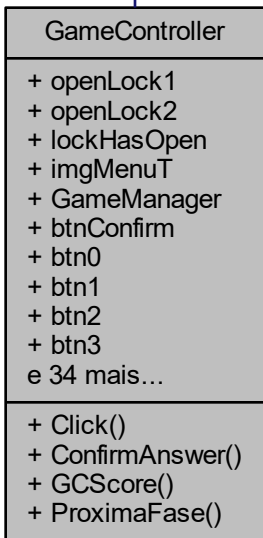 GameController
+ openLock1
+ openLock2
+ lockHasOpen
+ imgMenuT
+ GameManager
+ btnConfirm
+ btn0
+ btn1
+ btn2
+ btn3
e 34 mais...
+ Click()
+ ConfirmAnswer()
+ GCScore()
+ ProximaFase()